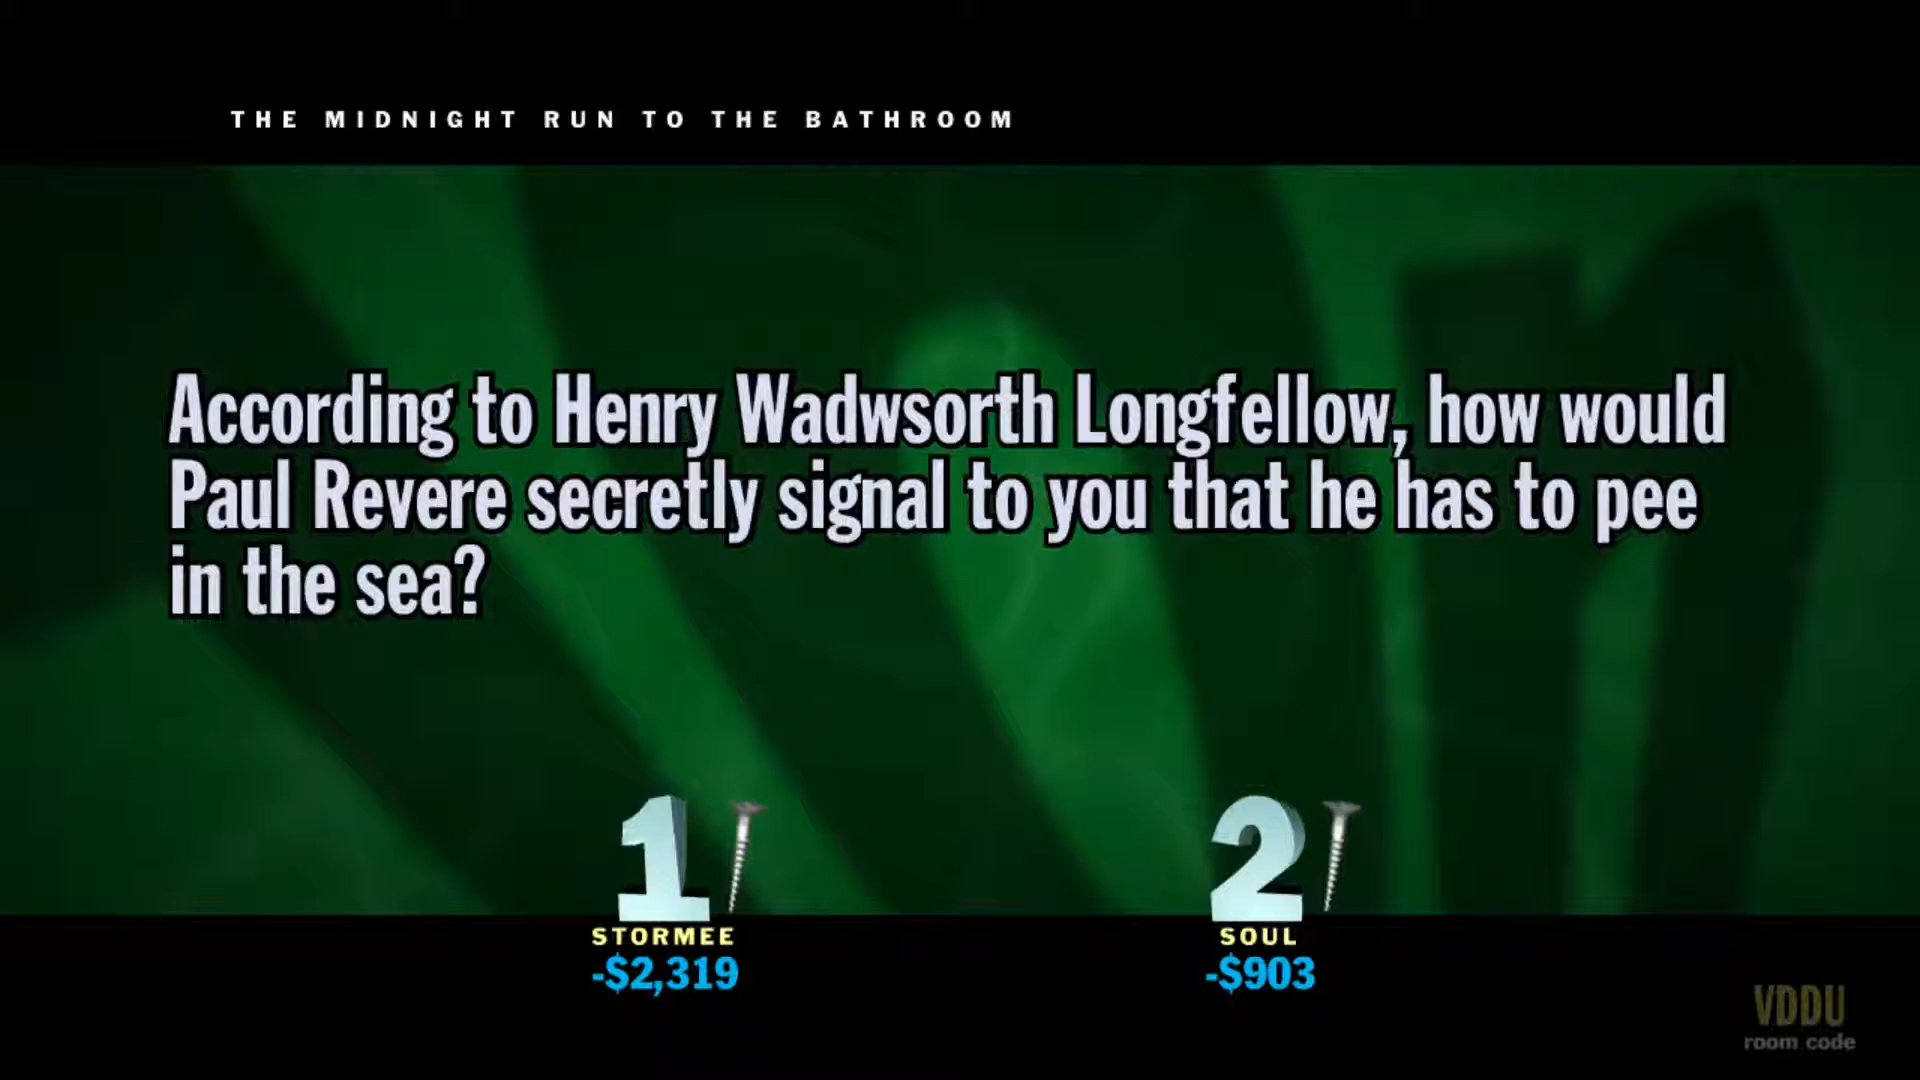 THE MIDNIGHT RUN TO THE BATHROOM
According to Henry Wadwsorth Longfellow, how would
Paul Revere secretly signal to you that he has to pee
in the sea?
1
2
STORMEE
SOUL
-$2,319
-$903
VDDU
room code